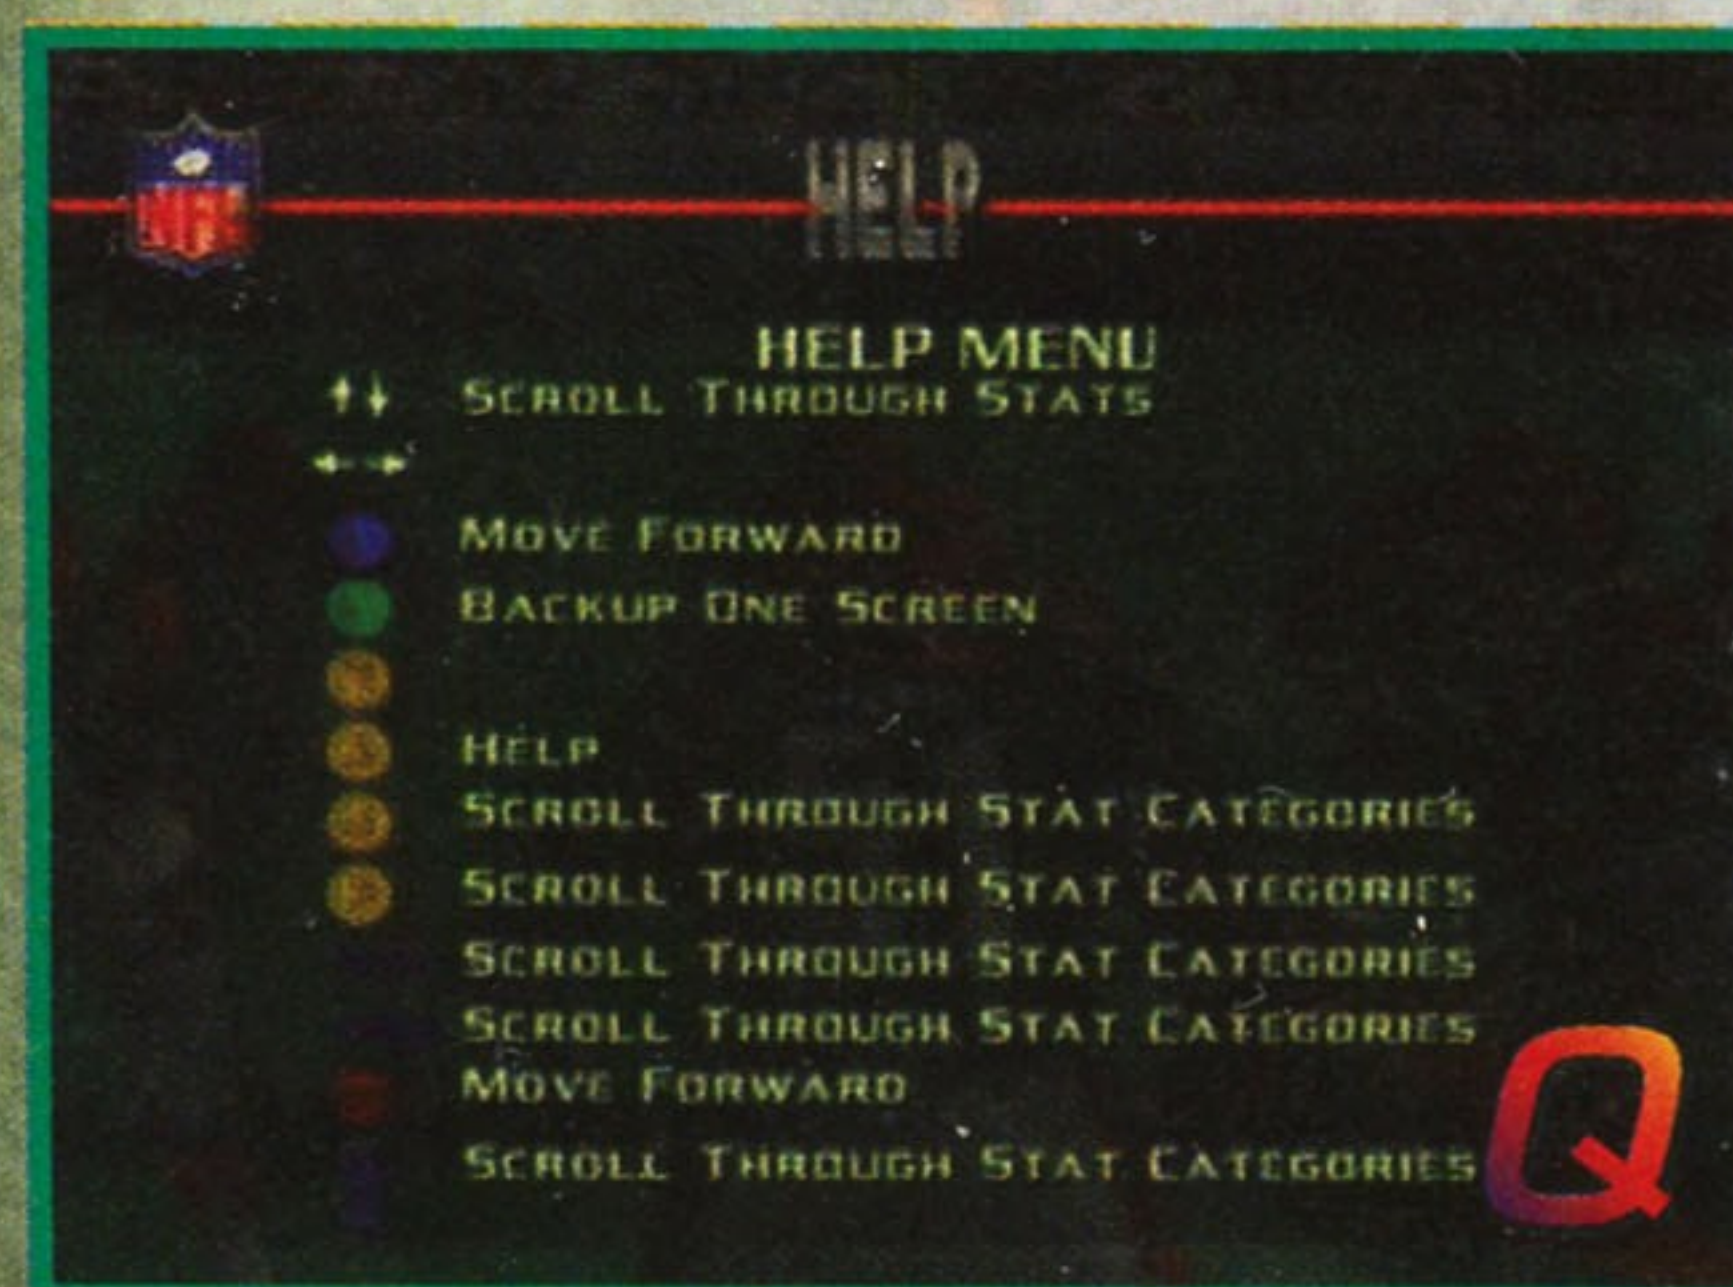 HELP
HELP MENU
↑↓ SCROLL THROUGH STATS
←→
MOVE FORWARD
BACKUP ONE SCREEN
HELP
SCROLL THROUGH STAT CATEGORIES
SCROLL THROUGH STAT CATEGORIES
SCROLL THROUGH STAT CATEGORIES
SCROLL THROUGH STAT CATEGORIES
MOVE FORWARD
SCROLL THROUGH STAT CATEGORIES
Q